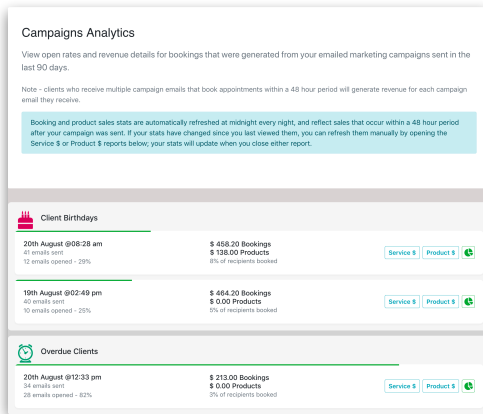 Campaigns Analytics
View open rates and revenue details for bookings that were generated from your emailed marketing campaigns sent in the
last 90 days.
Note - clients who receive multiple campaign emails that book appointments within a 48 hour period will generate revenue for each campaign
email they receive.
Booking and product sales stats are automatically refreshed at midnight every night, and reflect sales that occur within a 48 hour period
after your campaign was sent. If your stats have changed since you last viewed them, you can refresh them manually by opening the
Service $ or Product $ reports below; your stats will update when you close either report.
Client Birthdays
20th August @08:28 am
41 emails sent
12 emails opened - 29%
$ 458.20 Bookings
$ 138.00 Products
8% of recipients booked
Service $ Product $
19th August @02:49 pm
40 emails sent
10 emails opened - 25%
$ 464.20 Bookings
$ 0.00 Products
5% of recipients booked
Service $ Product $
Overdue Clients
20th August @12:33 pm
34 emails sent
28 emails opened - 82%
$ 213.00 Bookings
$ 0.00 Products
3% of recipients booked
Service $ Product $